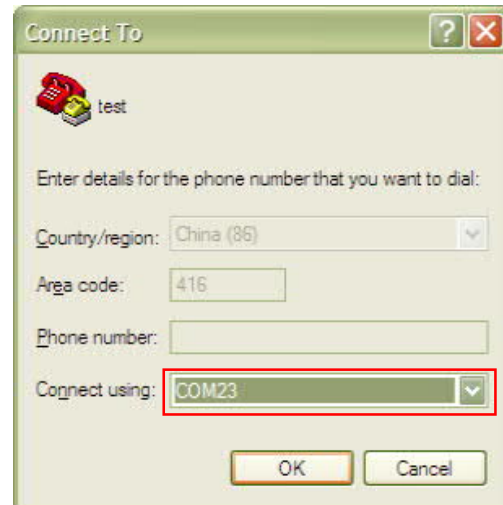 Connect To
test
Enter details for the phone number that you want to dial:
Country/region: China (86)
Area code: 416
Phone number:
Connect using: COM23
OK Cancel